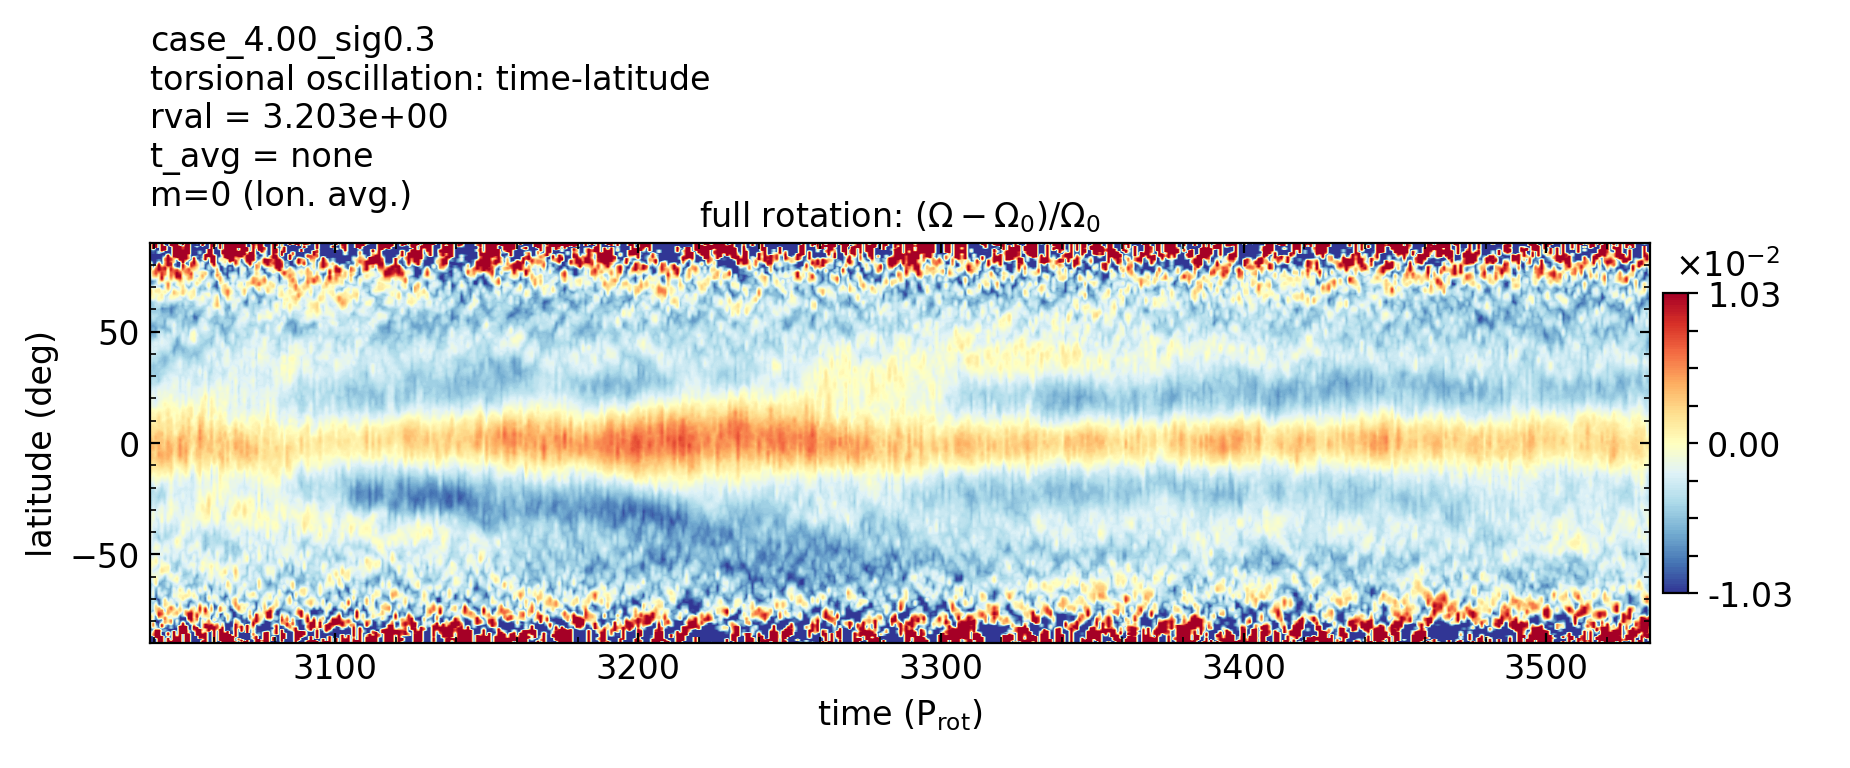 case_4.00_sig0.3
torsional oscillation: time-latitude
rval = 3.203e+00
t_avg = none
m=0 (lon. avg.)
full rotation: (Ω − Ω₀)/Ω₀
×10⁻²
1.03
0.00
-1.03
latitude (deg)
50
0
−50
3100 3200 3300 3400 3500
time (P_rot)